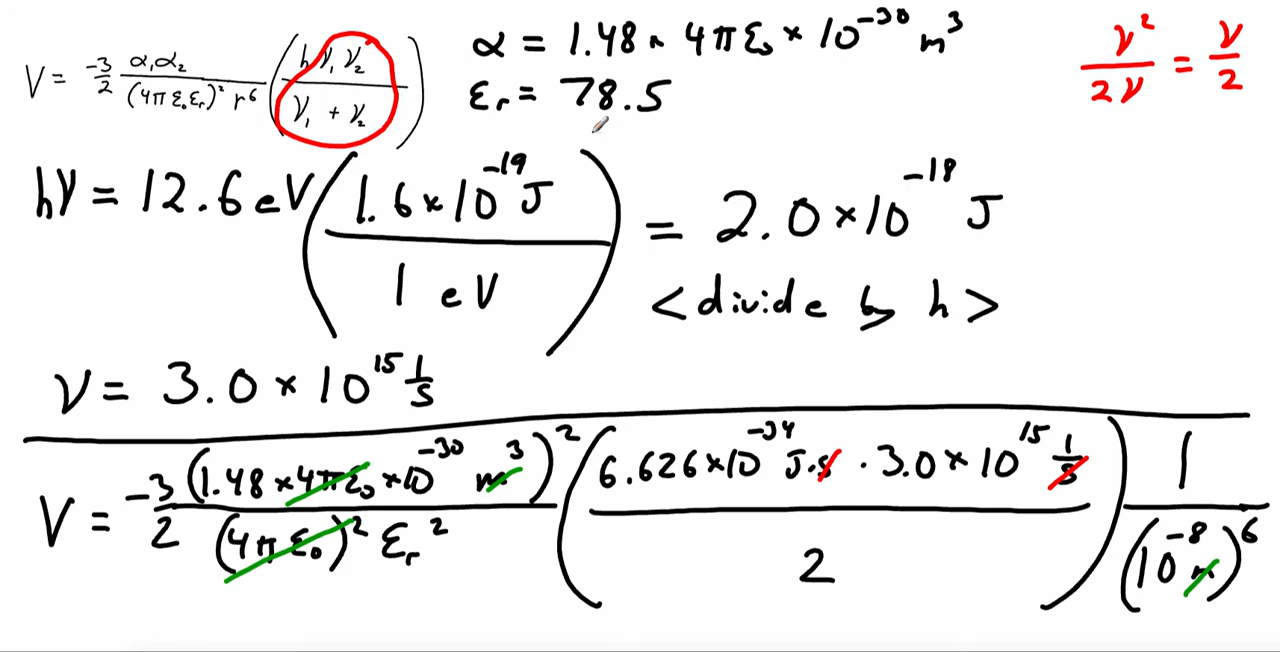 V = -3/2 α₁α₂/((4π ε₀εᵣ)² r⁶) (h ν₁ν₂/(ν₁ + ν₂))
α = 1.48 × 4πε₀ × 10⁻³⁰ m³
εᵣ = 78.5
ν²/2ν = ν/2
hν = 12.6 eV (1.6 × 10⁻¹⁹ J / 1 eV) = 2.0 × 10⁻¹⁸ J
<divide by h>
ν = 3.0 × 10¹⁵ 1/s
V = -3/2 (1.48 × 4πε₀ × 10⁻³⁰ m³)²/((4πε₀)² εᵣ²) (6.626 × 10⁻³⁴ J·s · 3.0 × 10¹⁵ 1/s / 2) 1/(10⁻⁸ m)⁶